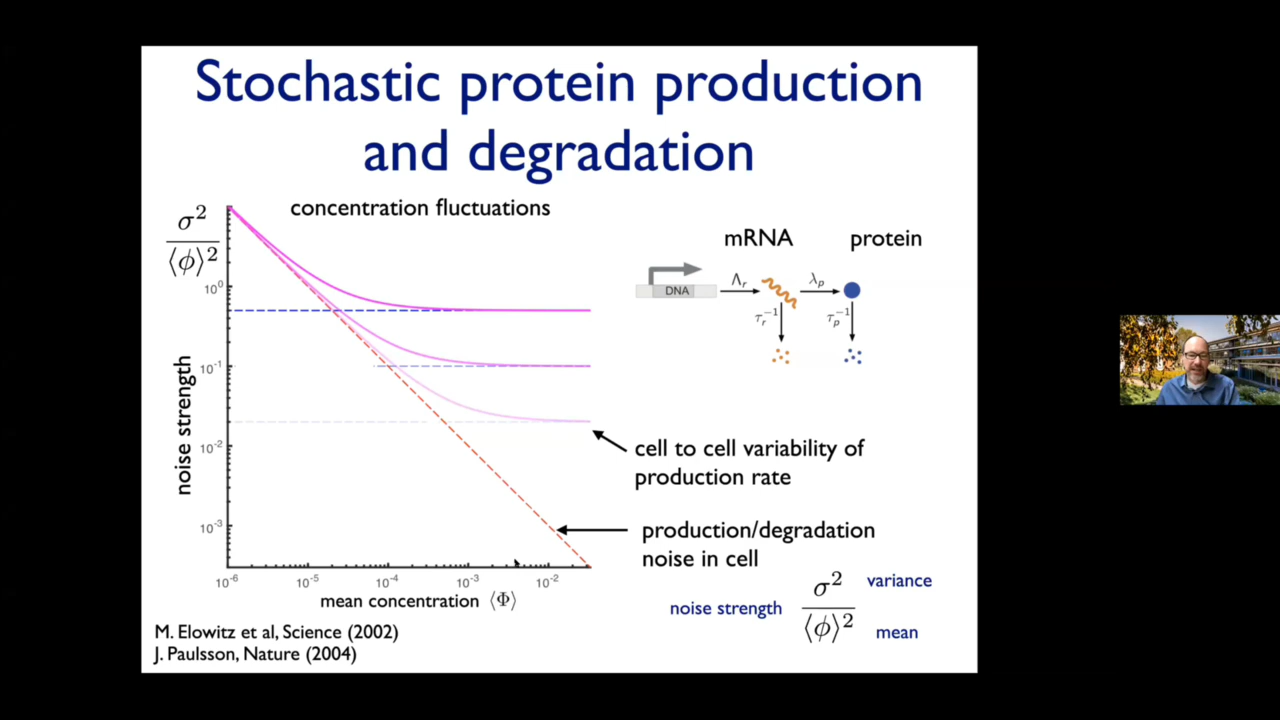 Stochastic protein production
and degradation
σ²
⟨ϕ⟩²
concentration fluctuations
noise strength
10⁰
10⁻¹
10⁻²
10⁻³
10⁻⁶
10⁻⁵
10⁻⁴
10⁻³
10⁻²
mean concentration ⟨Φ⟩
mRNA
protein
DNA
Λᵣ
λₚ
τᵣ⁻¹
τₚ⁻¹
cell to cell variability of
production rate
production/degradation
noise in cell
noise strength
σ²
⟨ϕ⟩²
variance
mean
M. Elowitz et al, Science (2002)
J. Paulsson, Nature (2004)